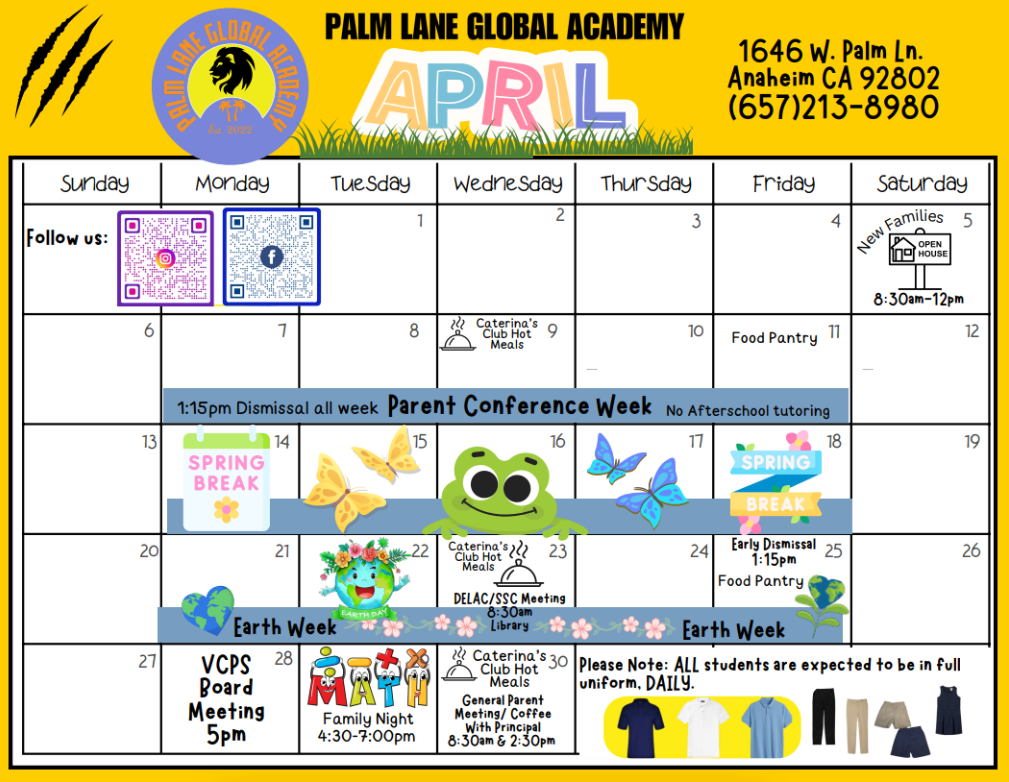 PALM LANE GLOBAL ACADEMY
PALM LANE GLOBAL ACADEMY
Est. 2022
APRIL
1646 W. Palm Ln.
Anaheim CA 92802
(657)213-8980
Sunday Monday Tuesday Wednesday Thursday Friday Saturday
Follow us:
f
1
2
3
4
5
New Families
OPEN
HOUSE
8:30am-12pm
6
7
8
Caterina's
Club Hot
Meals
9
10
Food Pantry 11
12
1:15pm Dismissal all week Parent Conference Week No Afterschool tutoring
13
14
SPRING
BREAK
15
16
17
18
SPRING
BREAK
19
20
21
22
EARTH DAY
Caterina's
Club Hot
Meals
23
DELAC/SSC Meeting
8:30am
Library
24
Early Dismissal
1:15pm
25
Food Pantry
26
Earth Week
Earth Week
27
28
VCPS
Board
Meeting
5pm
MATH
Family Night
4:30-7:00pm
Caterina's
Club Hot
Meals
30
General Parent
Meeting/ Coffee
With Principal
8:30am & 2:30pm
Please Note: ALL students are expected to be in full
uniform, DAILY.